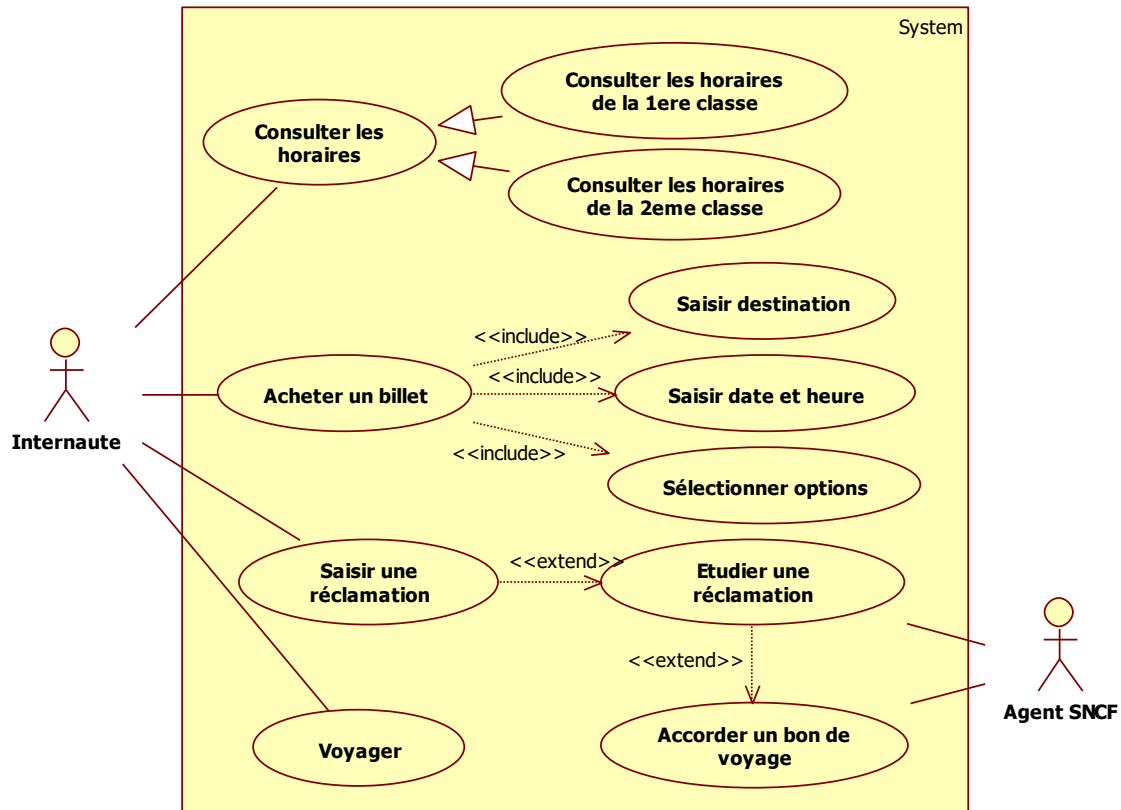 System
Consulter les horaires
de la 1ere classe
Consulter les
horaires
Consulter les horaires
de la 2eme classe
Saisir destination
<<include>>
<<include>>
Acheter un billet
Saisir date et heure
Internaute
<<include>>
Sélectionner options
Saisir une
réclamation
<<extend>>
Etudier une
réclamation
<<extend>>
Agent SNCF
Voyager
Accorder un bon de
voyage